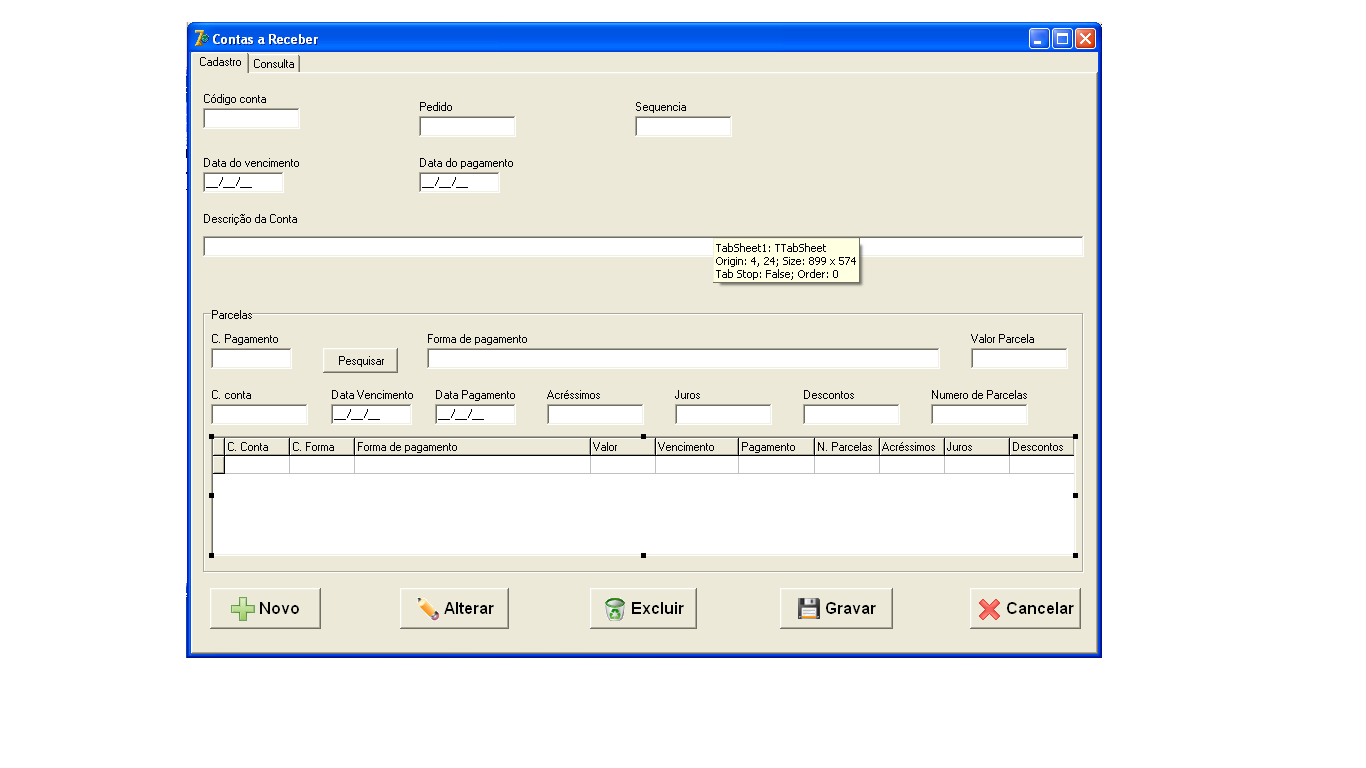 Contas a Receber
Cadastro Consulta
Código conta Pedido Sequencia
Data do vencimento Data do pagamento
__/__/__ __/__/__
Descrição da Conta
TabSheet1: TTabSheet
Origin: 4, 24; Size: 899 x 574
Tab Stop: False; Order: 0
Parcelas
C. Pagamento Forma de pagamento Valor Parcela
Pesquisar
C. conta Data Vencimento Data Pagamento Acréssimos Juros Descontos Numero de Parcelas
__/__/__ __/__/__
C. Conta C. Forma Forma de pagamento Valor Vencimento Pagamento N. Parcelas Acréssimos Juros Descontos
Novo Alterar Excluir Gravar Cancelar